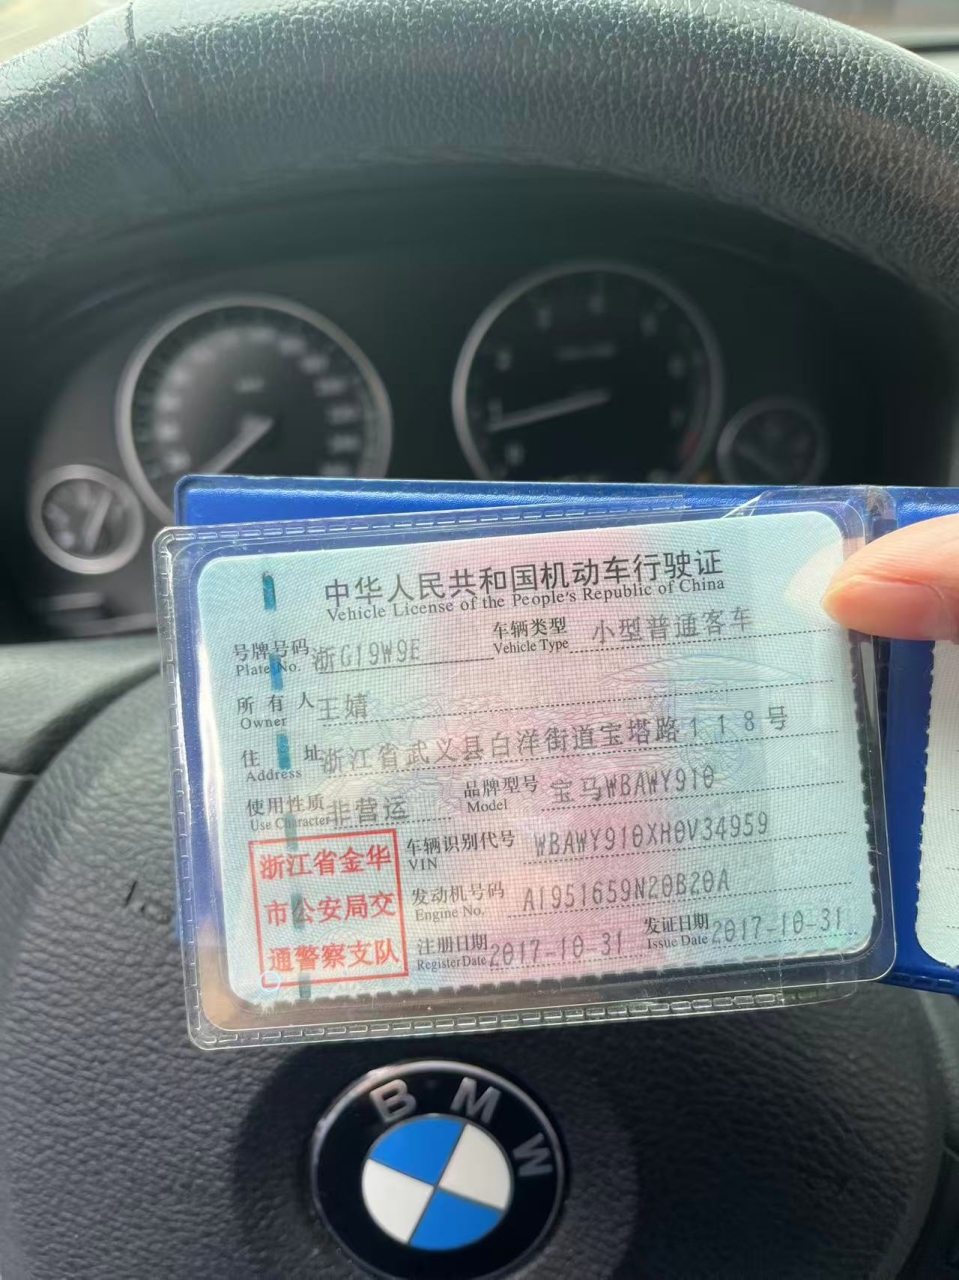 中华人民共和国机动车行驶证
Vehicle License of the People's Republic of China
号牌号码 浙G19W9E 车辆类型 小型普通客车
Plate No. Vehicle Type
所有人 王婧
Owner
住址 浙江省武义县白洋街道宝塔路118号
Address
使用性质 非营运 品牌型号 宝马WBAWY910
Use Character Model
浙江省金华
市公安局交
通警察支队
车辆识别代号 WBAWY910XH0V34959
VIN
发动机号码 A1951659N20B20A
Engine No.
注册日期 2017-10-31 发证日期 2017-10-31
Register Date Issue Date
BMW